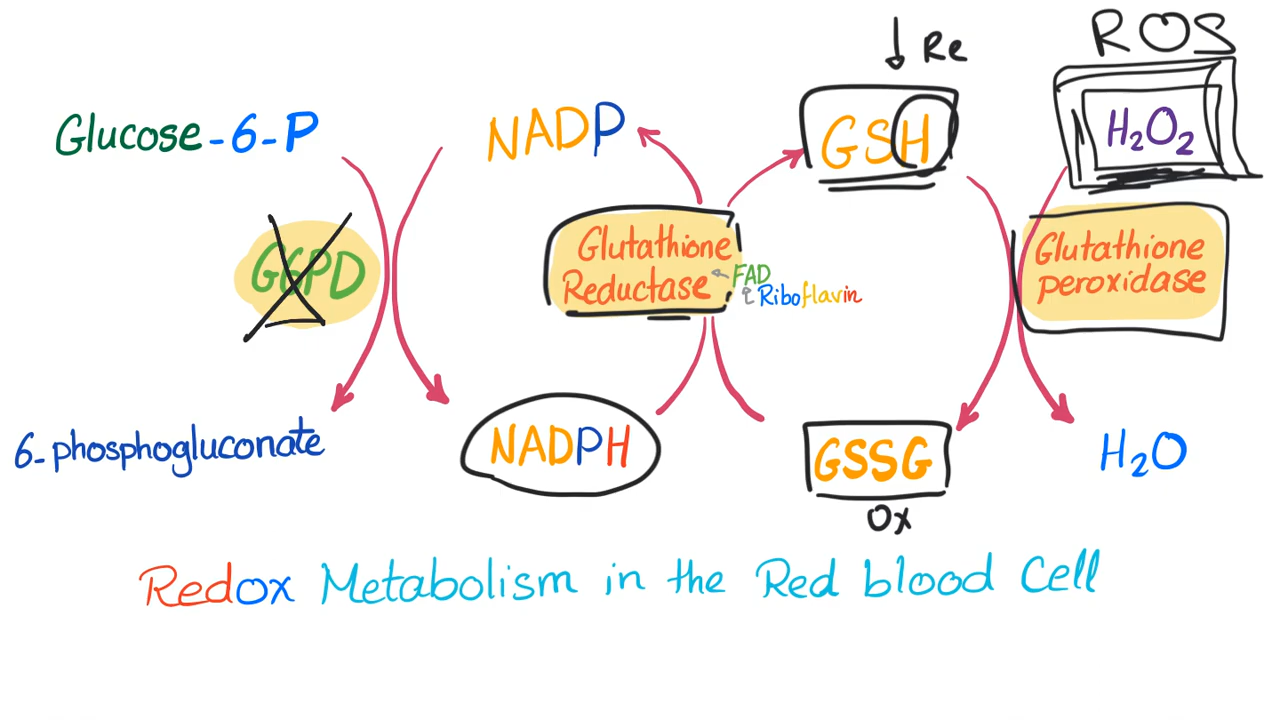 ROS
↓ Re
Glucose-6-P
NADP
GSH
H₂O₂
G6PD
Glutathione
Reductase
FAD
Riboflavin
Glutathione
peroxidase
6-phosphogluconate
NADPH
GSSG
H₂O
Ox
Redox Metabolism in the Red blood Cell